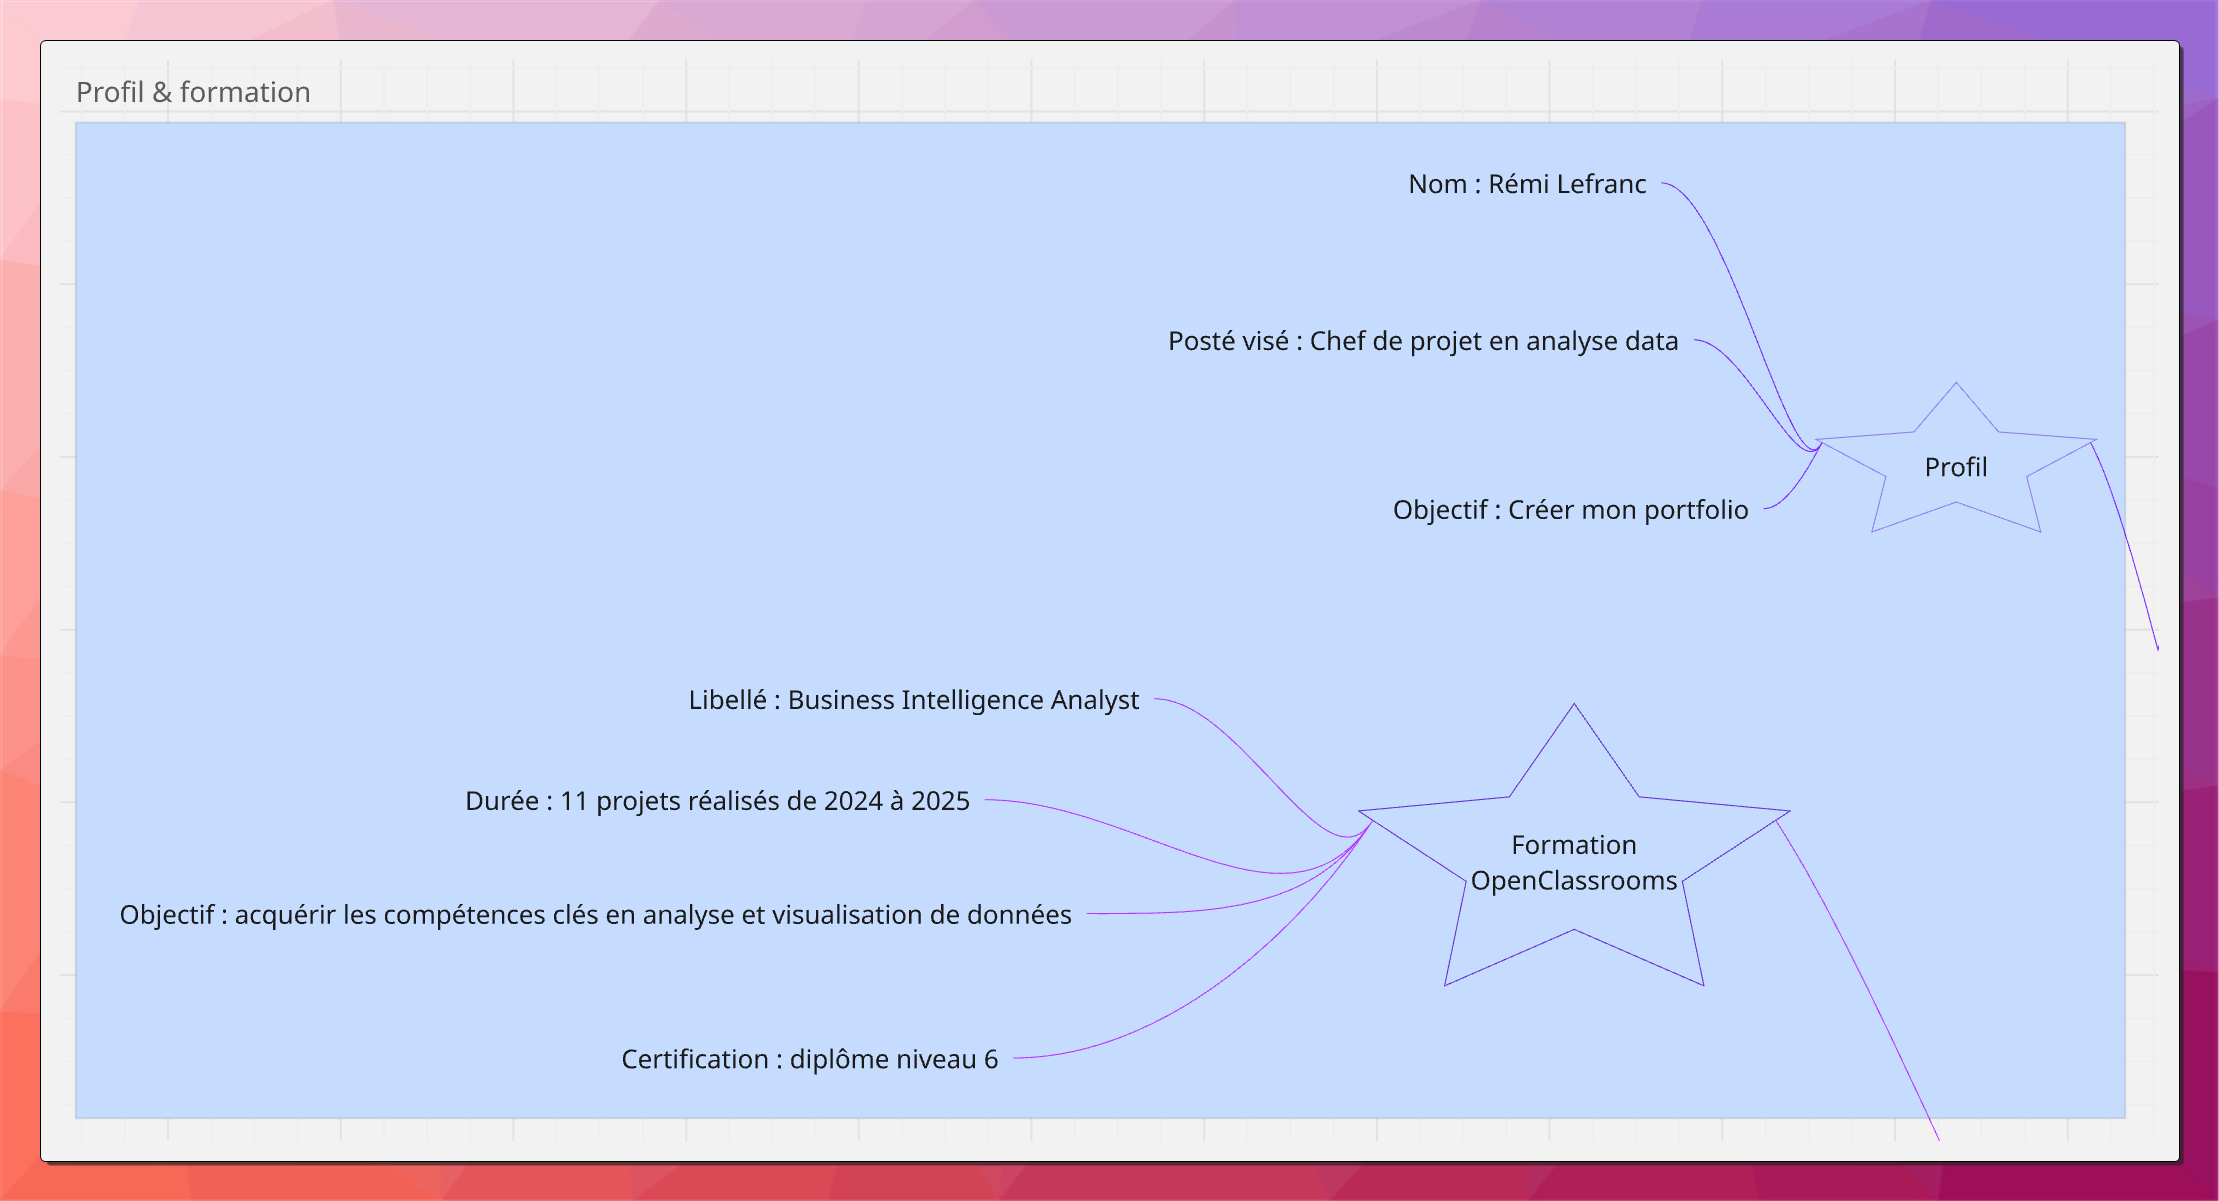 Profil & formation
Nom : Rémi Lefranc
Posté visé : Chef de projet en analyse data
Profil
Objectif : Créer mon portfolio
Libellé : Business Intelligence Analyst
Durée : 11 projets réalisés de 2024 à 2025
Formation
OpenClassrooms
Objectif : acquérir les compétences clés en analyse et visualisation de données
Certification : diplôme niveau 6